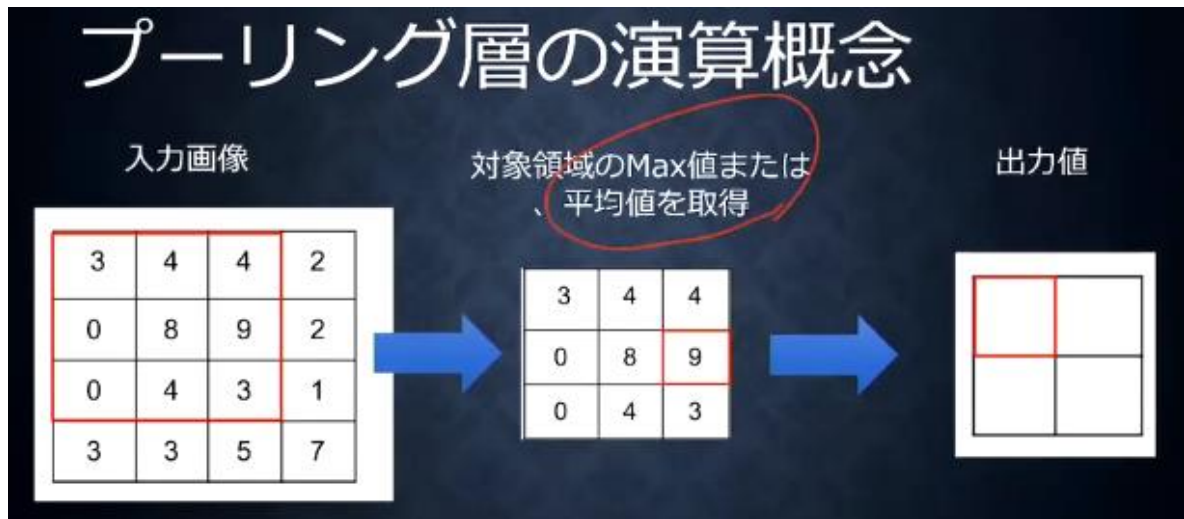 プーリング層の演算概念
入力画像
対象領域のMax値または
、平均値を取得
出力値
3 4 4 2
0 8 9 2
0 4 3 1
3 3 5 7
3 4 4
0 8 9
0 4 3